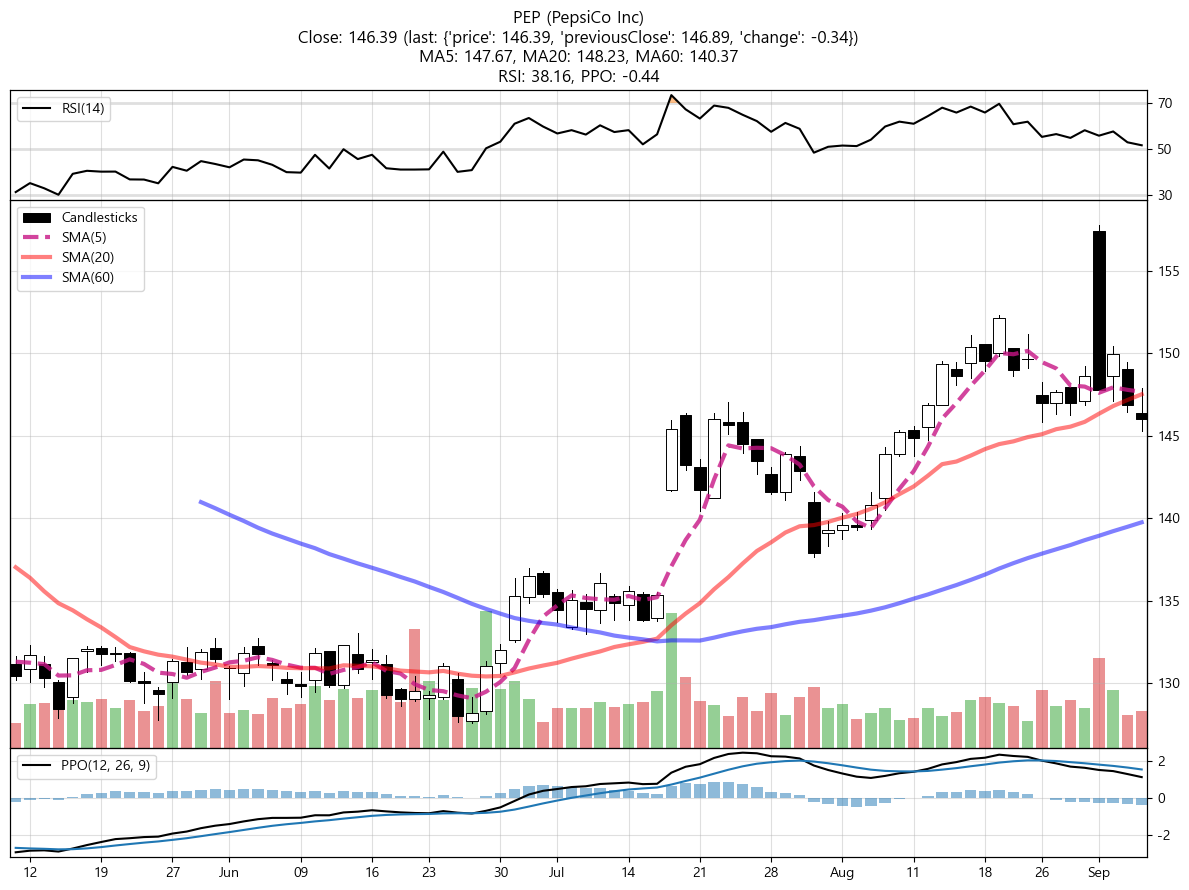 PEP (PepsiCo Inc)
Close: 146.39 (last: {'price': 146.39, 'previousClose': 146.89, 'change': -0.34})
MA5: 147.67, MA20: 148.23, MA60: 140.37
RSI: 38.16, PPO: -0.44
RSI(14)
70
50
30
Candlesticks
SMA(5)
SMA(20)
SMA(60)
155
150
145
140
135
130
PPO(12, 26, 9)
2
0
-2
12 19 27 Jun 09 16 23 30 Jul 14 21 28 Aug 11 18 26 Sep